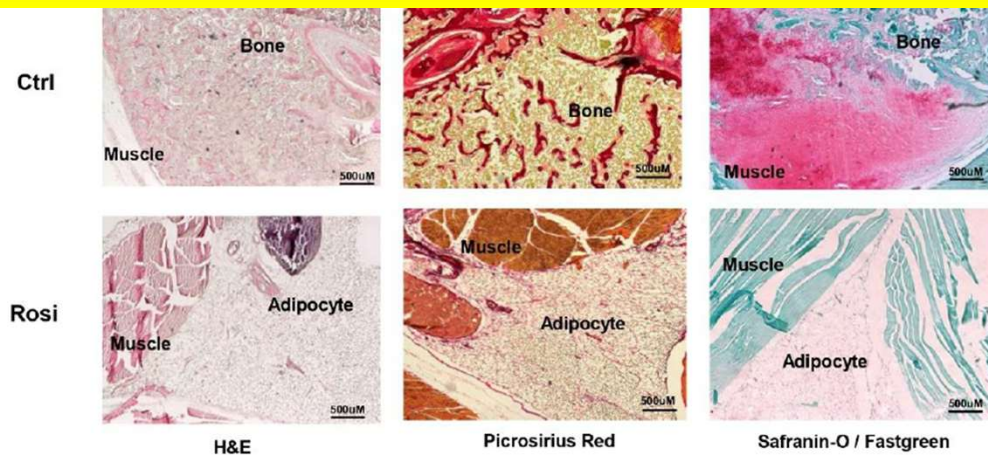 Ctrl
Bone
Muscle
500uM
Bone
500uM
Bone
Muscle
500uM
Rosi
Muscle
Adipocyte
500uM
Muscle
Adipocyte
500uM
Muscle
Adipocyte
500uM
H&E
Picrosirius Red
Safranin-O / Fastgreen